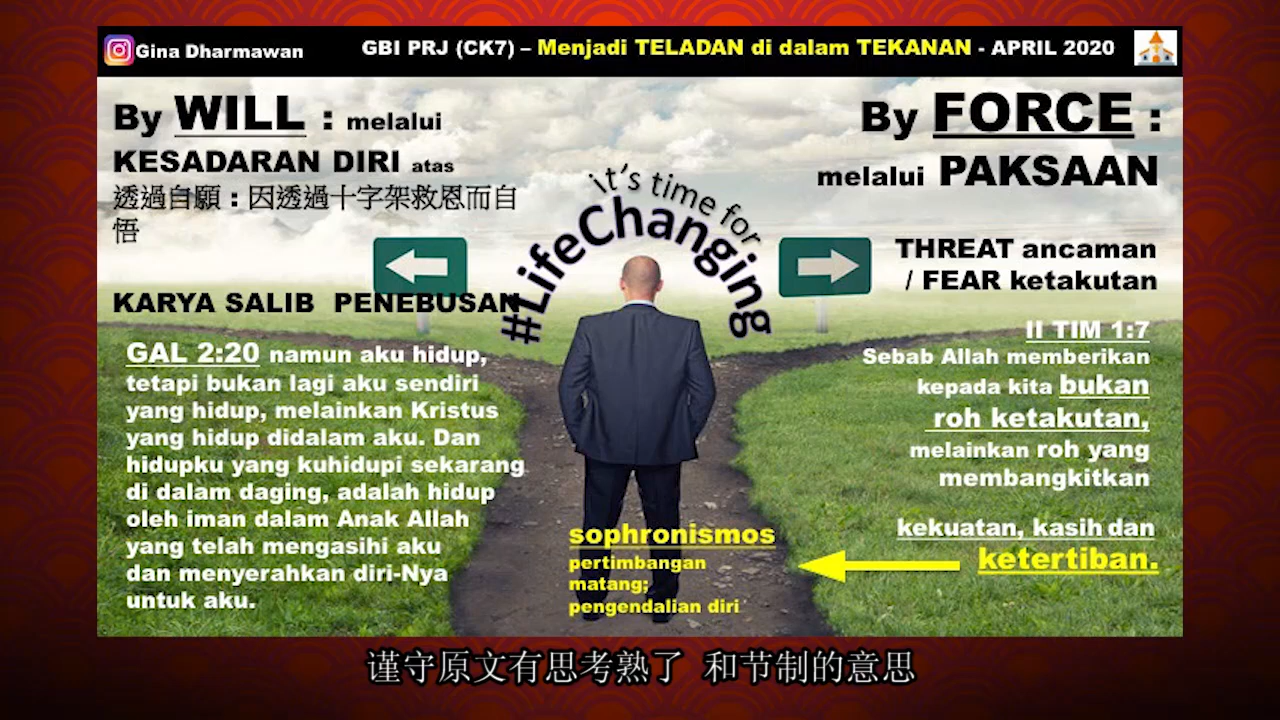 Gina Dharmawan
GBI PRJ (CK7) – Menjadi TELADAN di dalam TEKANAN - APRIL 2020
By WILL : melalui
KESADARAN DIRI atas
透過自願：因透過十字架救恩而自
悟
KARYA SALIB PENEBUSAN
GAL 2:20 namun aku hidup,
tetapi bukan lagi aku sendiri
yang hidup, melainkan Kristus
yang hidup didalam aku. Dan
hidupku yang kuhidupi sekarang
di dalam daging, adalah hidup
oleh iman dalam Anak Allah
yang telah mengasihi aku
dan menyerahkan diri-Nya
untuk aku.
it's time for
#LifeChanging
By FORCE :
melalui PAKSAAN
THREAT ancaman
/ FEAR ketakutan
II TIM 1:7
Sebab Allah memberikan
kepada kita bukan
roh ketakutan,
melainkan roh yang
membangkitkan
kekuatan, kasih dan
ketertiban.
sophronismos
pertimbangan
matang;
pengendalian diri
谨守原文有思考熟了 和节制的意思